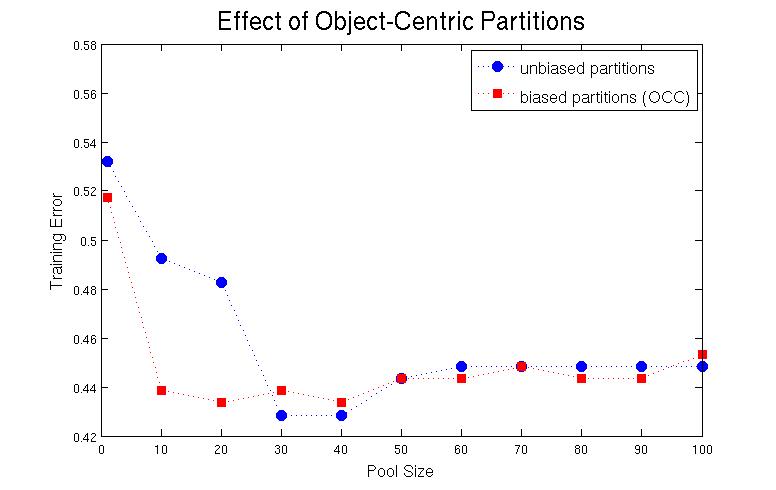 Effect of Object-Centric Partitions
unbiased partitions
biased partitions (OCC)
0.58
0.56
0.54
0.52
0.5
0.48
0.46
0.44
0.42
Training Error
0 10 20 30 40 50 60 70 80 90 100
Pool Size